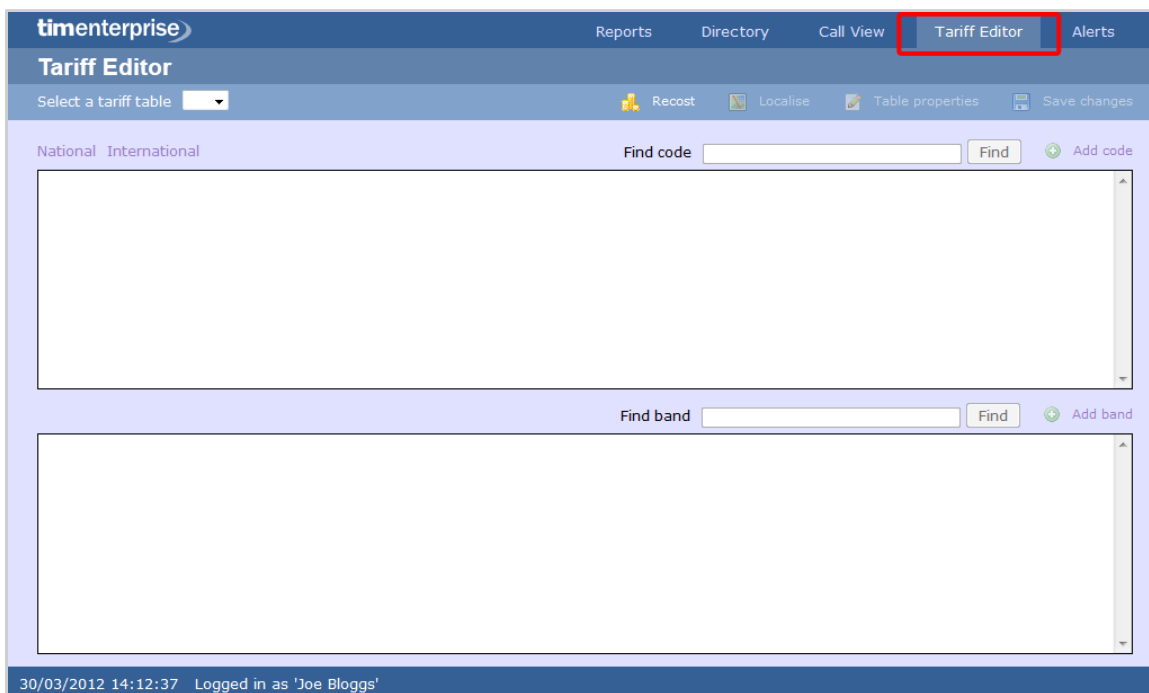 timenterprise Reports Directory Call View Tariff Editor Alerts
Tariff Editor
Select a tariff table Recost Localise Table properties Save changes
National International Find code Find Add code
Find band Find Add band
30/03/2012 14:12:37 Logged in as 'Joe Bloggs'